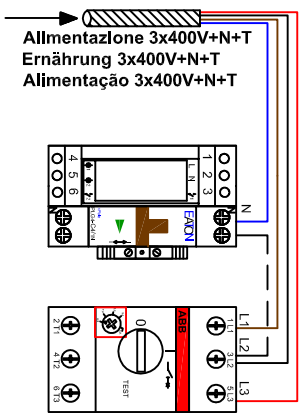 Alimentazione 3x400V+N+T
Ernährung 3x400V+N+T
Alimentação 3x400V+N+T
4
5
6
L N
1
2
3
N
N
N
EATON
L1
L2
L3
2 T1
4 T2
6 T3
0
TEST
ABB
1 L1
3 L2
5 L3